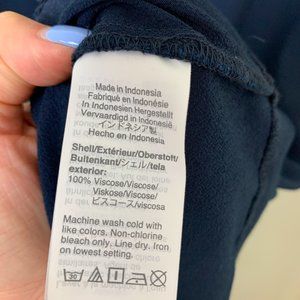 Made in Indonesia
Fabriqué en Indonésie
In Indonesien Hergestellt
Vervaardigd in Indonesië
インドネシア製
Hecho en Indonesia
Shell/Extérieur/Oberstoff/
Buitenkant/シェル/tela
exterior:
100% Viscose/Viscose/
Viskose/Viscose/
ビスコース/viscosa
Machine wash cold with
like colors. Non-chlorine
bleach only. Line dry. Iron
on lowest setting.
30